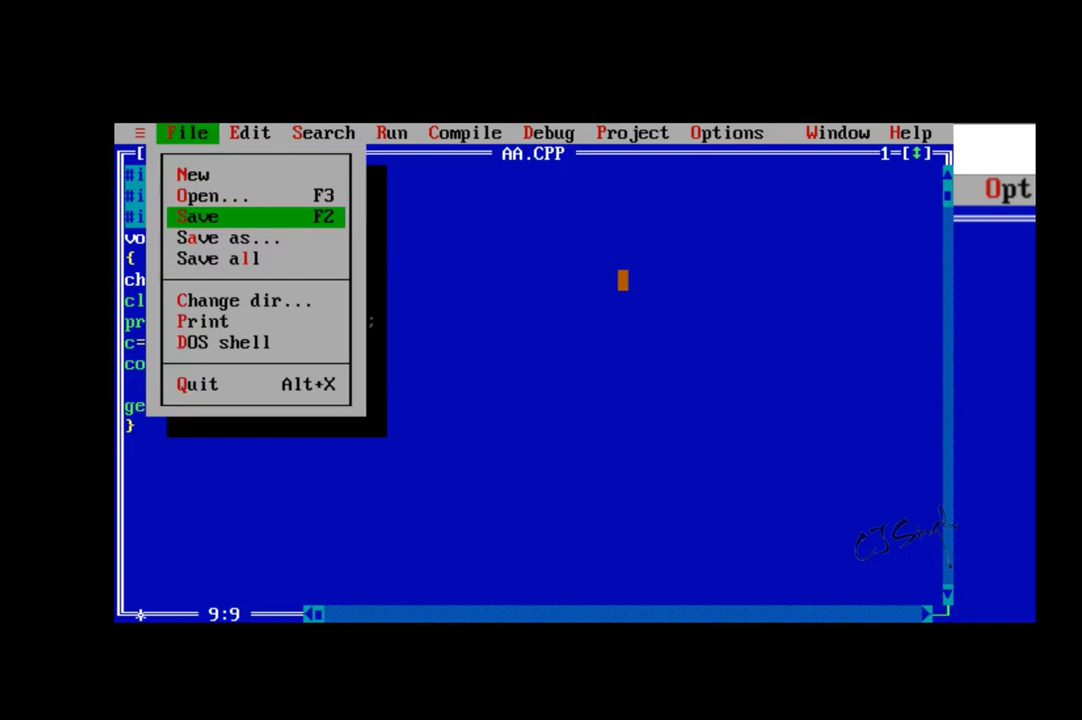 ≡ File Edit Search Run Compile Debug Project Options Window Help
[ AA.CPP 1=[↕]
Opt
#i
#i
#i
vo
{
ch
cl
pr ;
c=
co
ge
}
New
Open... F3
Save F2
Save as...
Save all
Change dir...
Print
DOS shell
Quit Alt+X
CJ Singh
9:9